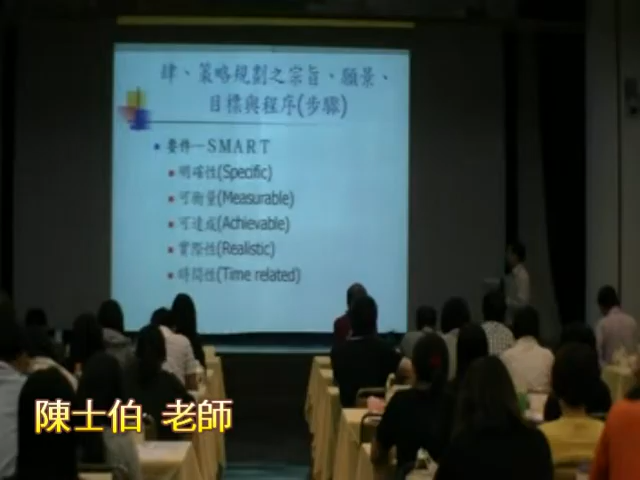 肆、策略規劃之宗旨、願景、
目標與程序(步驟)
要件─SMART
明確性(Specific)
可衡量(Measurable)
可達成(Achievable)
實際性(Realistic)
時間性(Time related)
陳士伯 老師